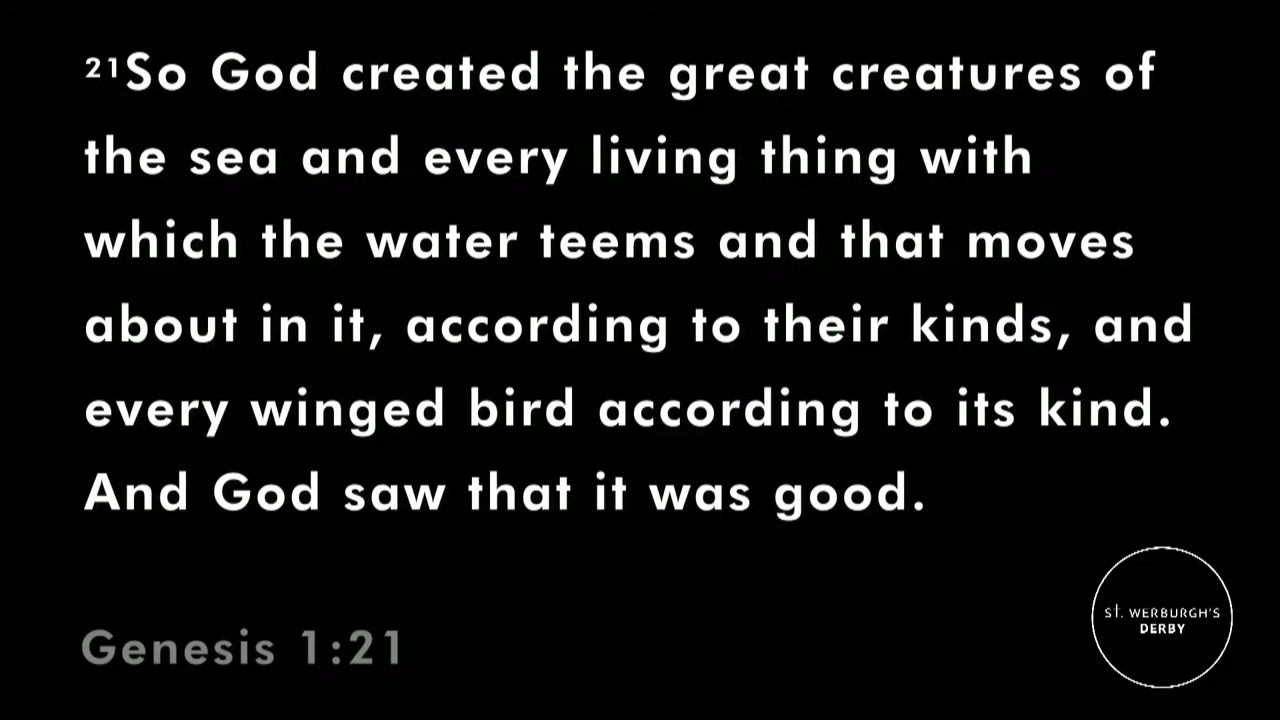 ²¹So God created the great creatures of
the sea and every living thing with
which the water teems and that moves
about in it, according to their kinds, and
every winged bird according to its kind.
And God saw that it was good.
Genesis 1:21
St. WERBURGH'S
DERBY